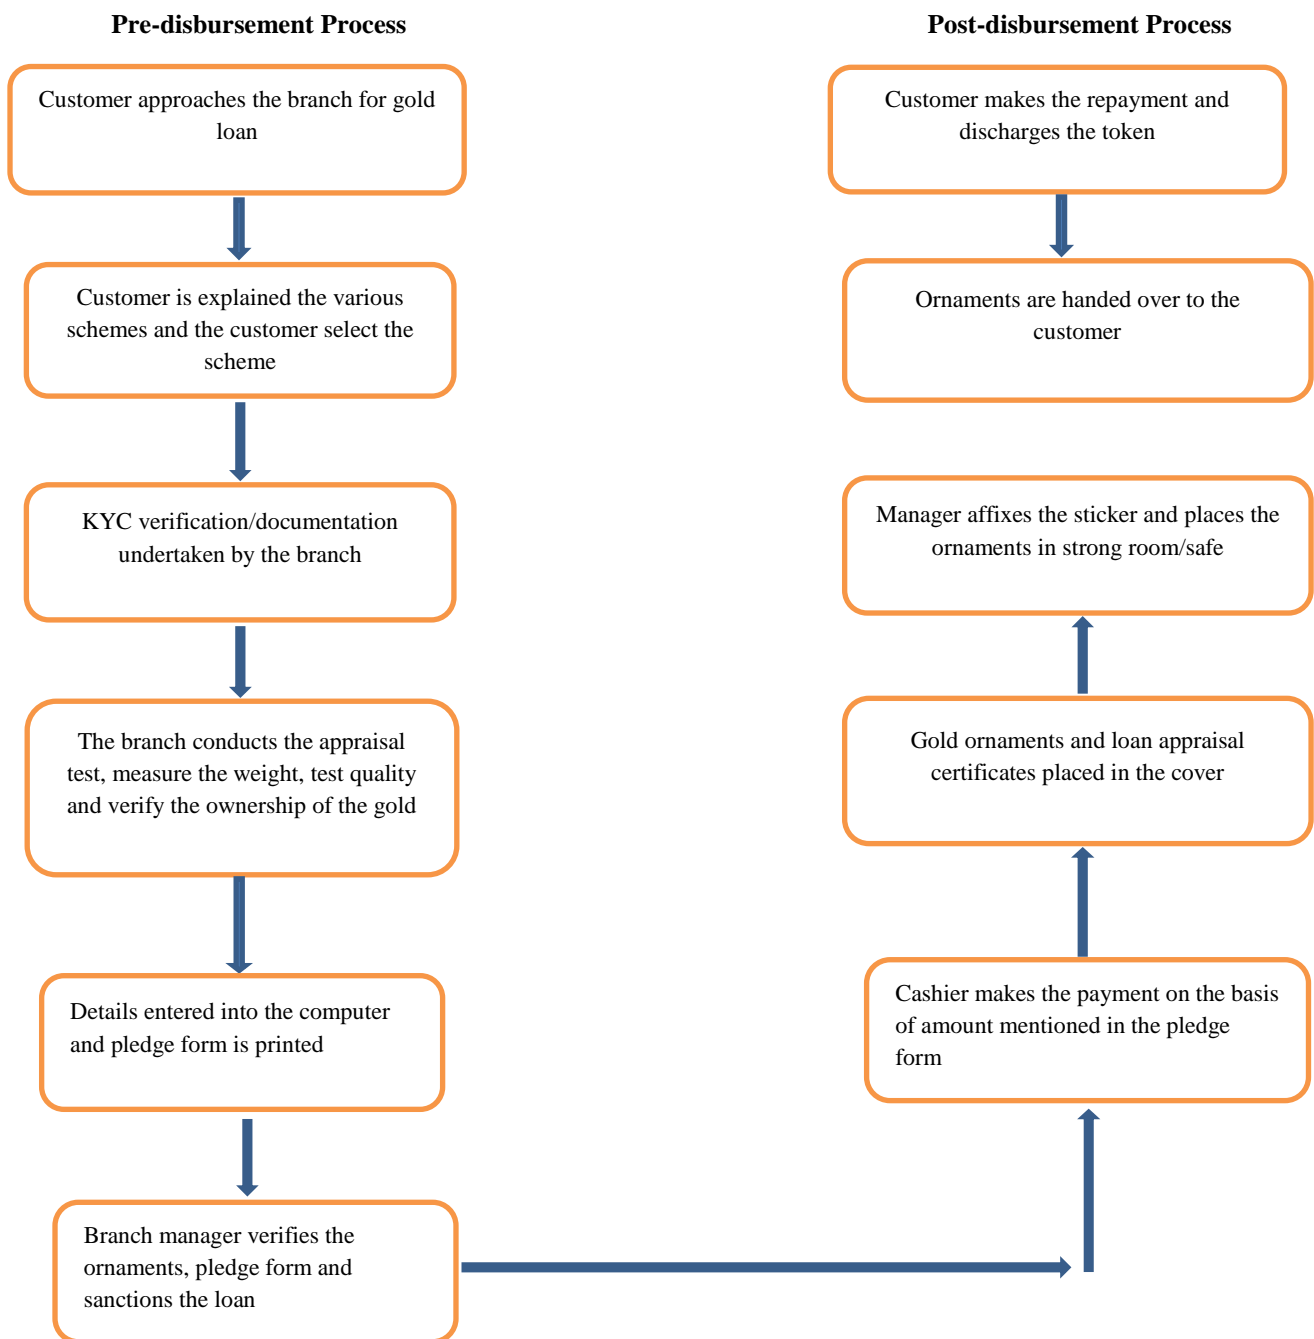 Pre-disbursement Process
Customer approaches the branch for gold
loan
Customer is explained the various
schemes and the customer select the
scheme
KYC verification/documentation
undertaken by the branch
The branch conducts the appraisal
test, measure the weight, test quality
and verify the ownership of the gold
Details entered into the computer
and pledge form is printed
Branch manager verifies the
ornaments, pledge form and
sanctions the loan
Post-disbursement Process
Customer makes the repayment and
discharges the token
Ornaments are handed over to the
customer
Manager affixes the sticker and places the
ornaments in strong room/safe
Gold ornaments and loan appraisal
certificates placed in the cover
Cashier makes the payment on the basis
of amount mentioned in the pledge
form